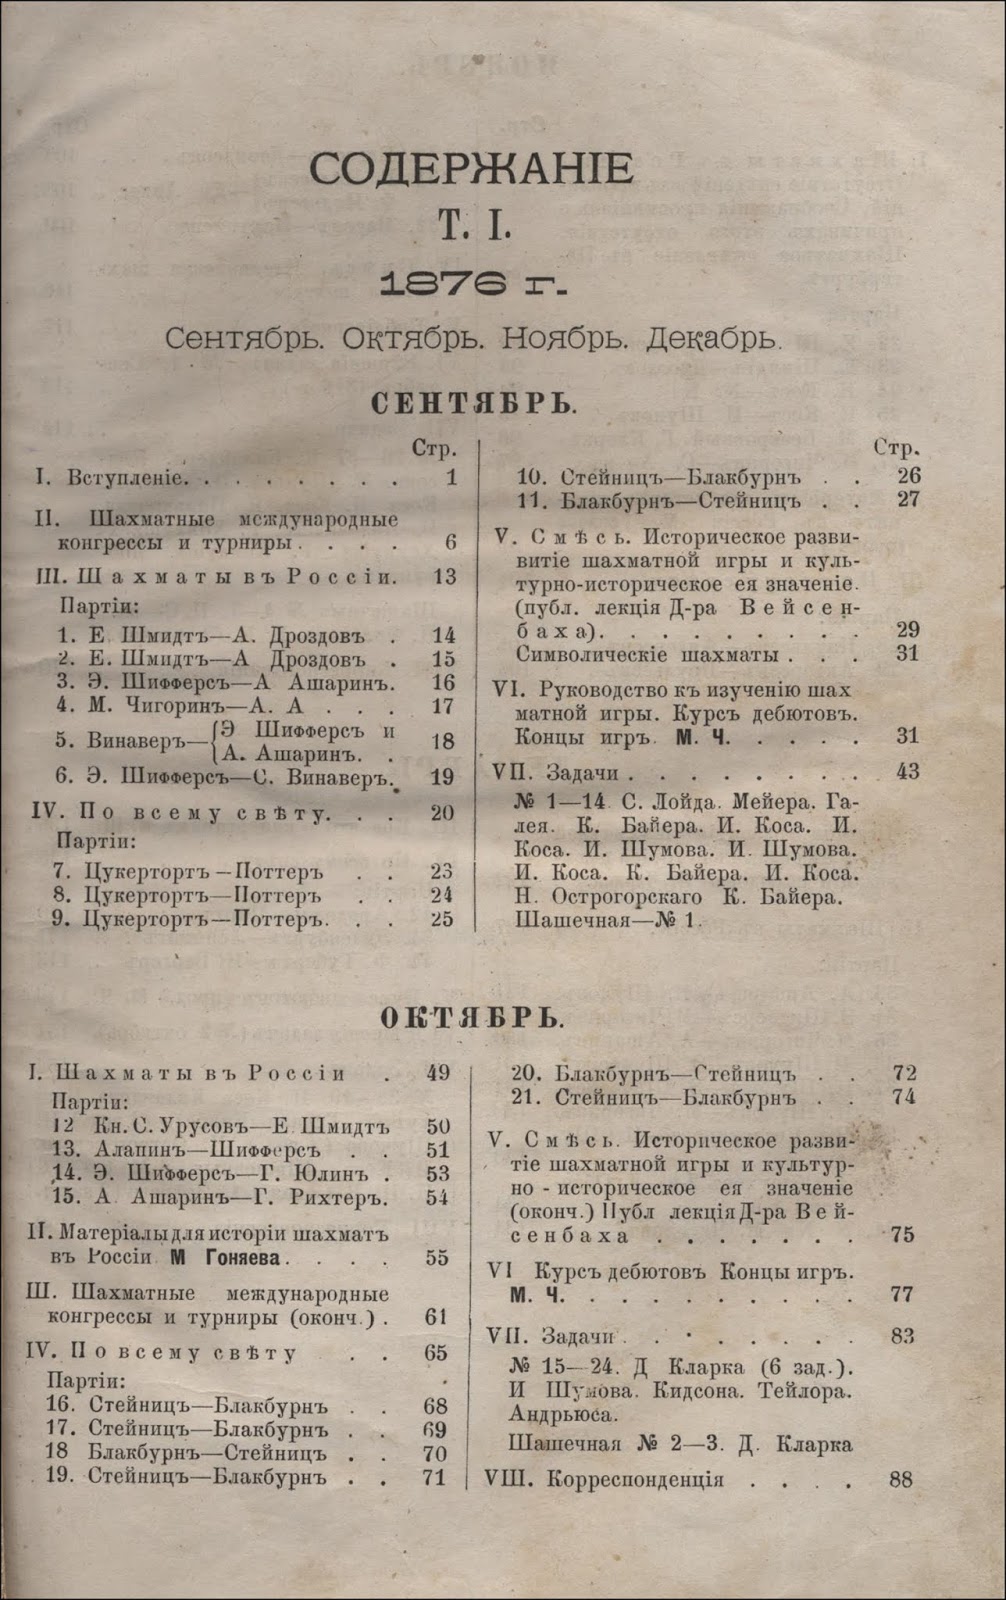 СОДЕРЖАНІЕ
Т. І.
1876 г.
Сентябрь. Октябрь. Ноябрь. Декабрь.
СЕНТЯБРЬ.
Стр.
I. Вступленіе. . . . . . . . 1
II. Шахматные международные
конгрессы и турниры . . . . 6
III. Шахматы въ Россіи. 13
Партіи:
1. Е. Шмидтъ—А. Дроздовъ . 14
2. Е. Шмидтъ—А Дроздовъ . 15
3. Э. Шифферсъ—А Ашаринъ. 16
4. М. Чигоринъ—А. А . . . 17
5. Винаверъ—{Э Шифферсъ и
А. Ашаринъ. . 18
6. Э. Шифферсъ—С. Винаверъ. 19
IV. По всему свѣту. . . 20
Партіи:
7. Цукертортъ—Поттеръ . . 23
8. Цукертортъ—Поттеръ . . 24
9. Цукертортъ—Поттеръ. . . 25
Стр.
10. Стейницъ—Блакбурнъ . . 26
11. Блакбурнъ—Стейницъ . . 27
V. Смѣсь. Историческое разви-
витіе шахматной игры и куль-
турно-историческое ея значеніе.
(публ. лекція Д-ра Вейсен-
баха). . . . . . . . . 29
Символическіе шахматы . . . 31
VI. Руководство къ изученію шах
матной игры. Курсъ дебютовъ.
Концы игръ. М. Ч. . . . . 31
VII. Задачи . . . . . . . . 43
№ 1—14. С. Лойда. Мейера. Га-
лея. К. Байера. И. Коса. И.
Коса. И. Шумова. И. Шумова.
И. Коса. К. Байера. И. Коса.
Н. Острогорскаго К. Байера.
Шашечная—№ 1.
ОКТЯБРЬ.
I. Шахматы въ Россіи . 49
Партіи:
12 Кн. С. Урусовъ—Е. Шмидтъ 50
13. Алапинъ—Шифферсъ . . 51
14. Э. Шифферсъ—Г. Юлинъ . 53
15. А Ашаринъ—Г. Рихтеръ. 54
II. Матеріалы для исторіи шахматъ
въ Россіи М Гоняева. . . . 55
III. Шахматные международные
конгрессы и турниры (оконч.) . 61
IV. По всему свѣту . . 65
Партіи:
16. Стейницъ—Блакбурнъ . . 68
17. Стейницъ—Блакбурнъ . . 69
18 Блакбурнъ—Стейницъ . . 70
19. Стейницъ—Блакбурнъ . . 71
20. Блакбурнъ—Стейницъ . . 72
21. Стейницъ—Блакбурнъ . . 74
V. Смѣсь. Историческое разви-
тіе шахматной игры и культур-
но - историческое ея значеніе
(оконч.) Публ лекція Д-ра Вей-
сенбаха . . . . . . . 75
VI Курсъ дебютовъ Концы игръ.
М. Ч. . . . . . . . . . . 77
VII. Задачи . . . . . . . . 83
№ 15—24. Д Кларка (6 зад.).
И Шумова. Кидсона. Тейлора.
Андрьюса.
Шашечная № 2—3. Д. Кларка
VIII. Корреспонденція . . . . 88